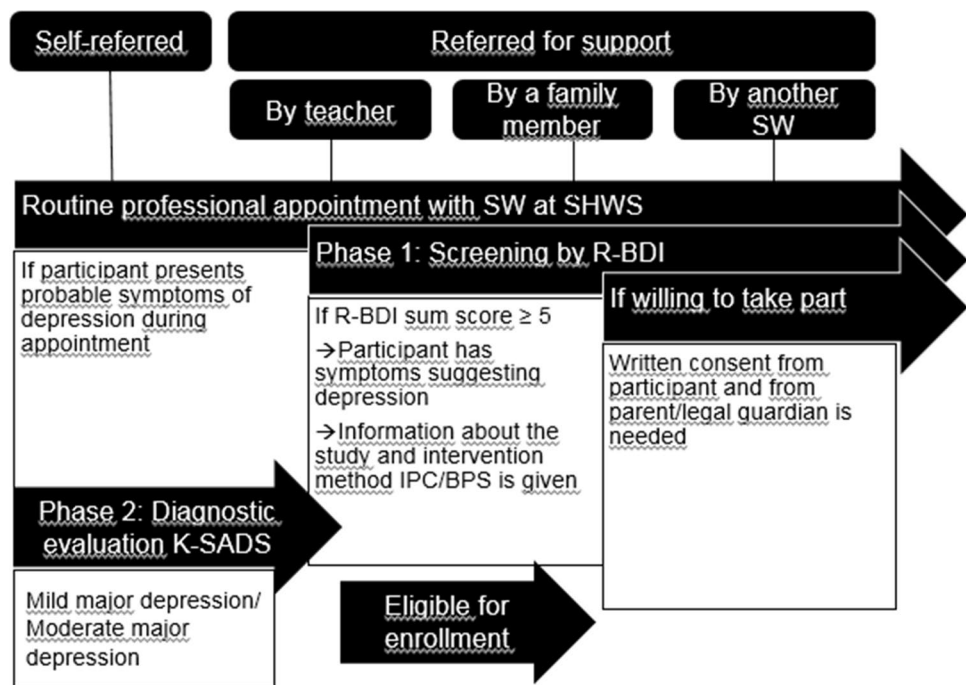 Self-referred
Referred for support
By teacher
By a family
member
By another
SW
Routine professional appointment with SW at SHWS
If participant presents
probable symptoms of
depression during
appointment
Phase 1: Screening by R-BDI
If R-BDI sum score ≥ 5
→Participant has
symptoms suggesting
depression
→Information about the
study and intervention
method IPC/BPS is given
If willing to take part
Written consent from
participant and from
parent/legal guardian is
needed
Phase 2: Diagnostic
evaluation K-SADS
Mild major depression/
Moderate major
depression
Eligible for
enrollment